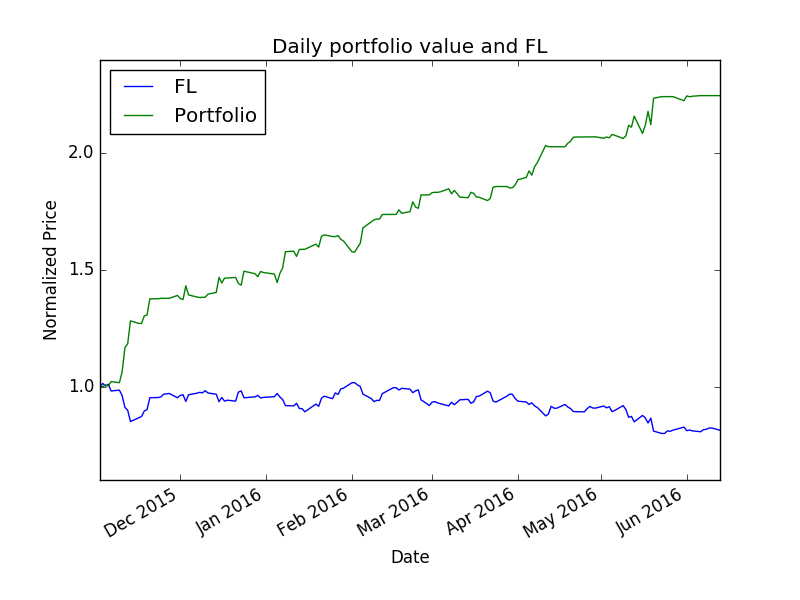 Daily portfolio value and FL
FL
Portfolio
2.0
1.5
1.0
Normalized Price
Dec 2015
Jan 2016
Feb 2016
Mar 2016
Apr 2016
May 2016
Jun 2016
Date